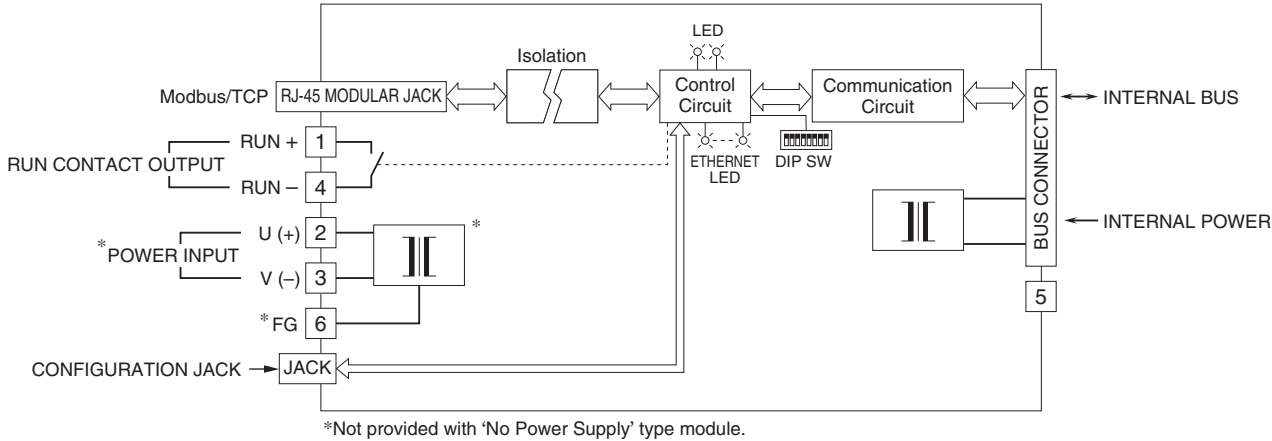 LED
Isolation
Modbus/TCP
RJ-45 MODULAR JACK
Control
Circuit
Communication
Circuit
BUS CONNECTOR
INTERNAL BUS
RUN CONTACT OUTPUT
RUN +
1
RUN –
4
ETHERNET
LED
DIP SW
*POWER INPUT
U (+)
2
V (–)
3
*
INTERNAL POWER
*FG
6
5
CONFIGURATION JACK
JACK
*Not provided with ‘No Power Supply’ type module.